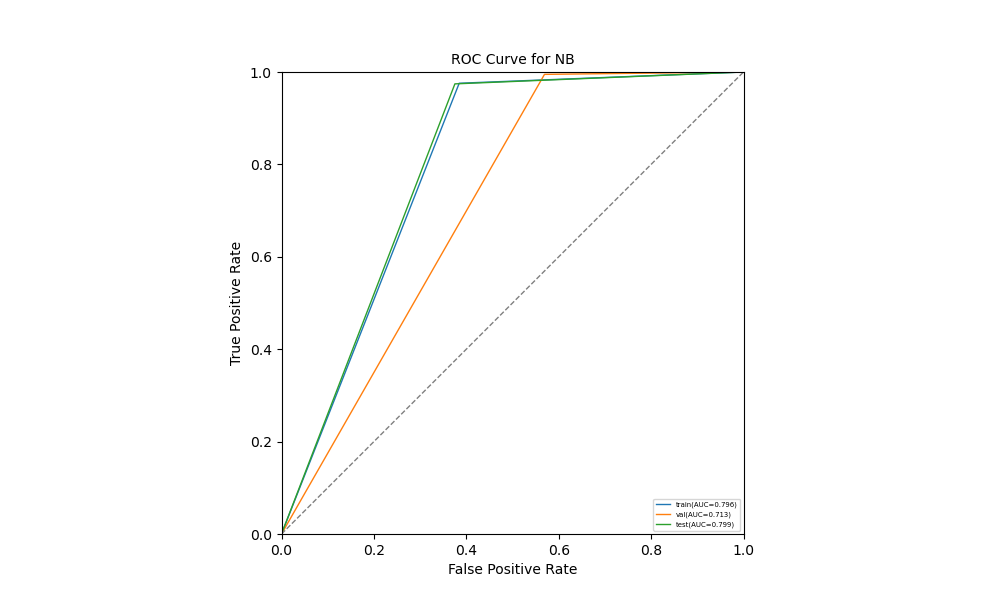 ROC Curve for NB
1.0
0.8
0.6
0.4
0.2
0.0
True Positive Rate
0.0 0.2 0.4 0.6 0.8 1.0
False Positive Rate
train(AUC=0.796)
val(AUC=0.713)
test(AUC=0.799)